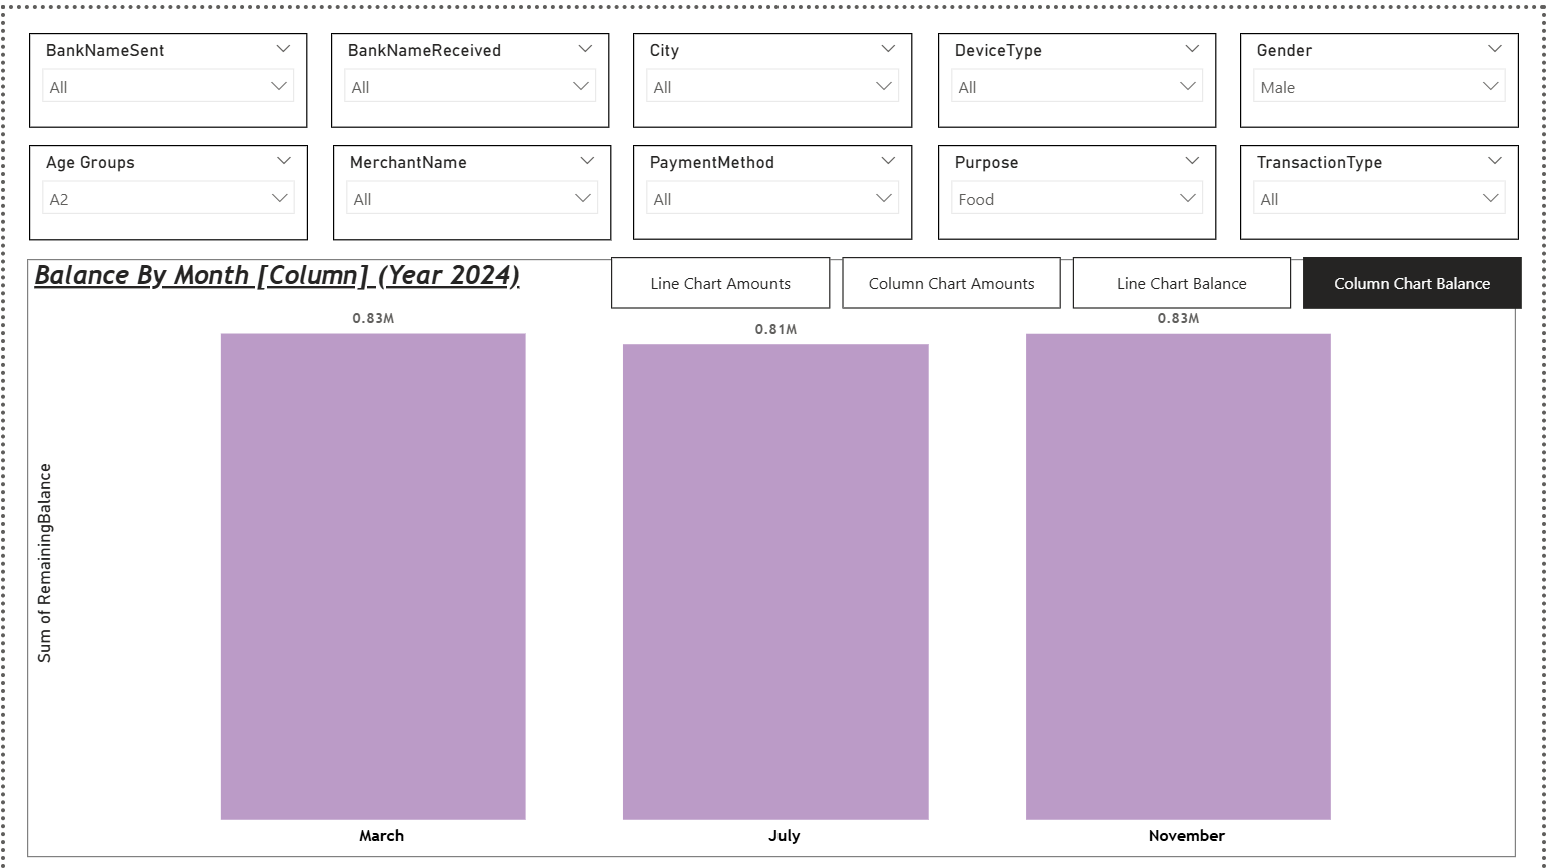 BankNameSent
All
BankNameReceived
All
City
All
DeviceType
All
Gender
Male
Age Groups
A2
MerchantName
All
PaymentMethod
All
Purpose
Food
TransactionType
All
Balance By Month [Column] (Year 2024)
Line Chart Amounts
Column Chart Amounts
Line Chart Balance
Column Chart Balance
0.83M
0.81M
0.83M
Sum of RemainingBalance
March
July
November